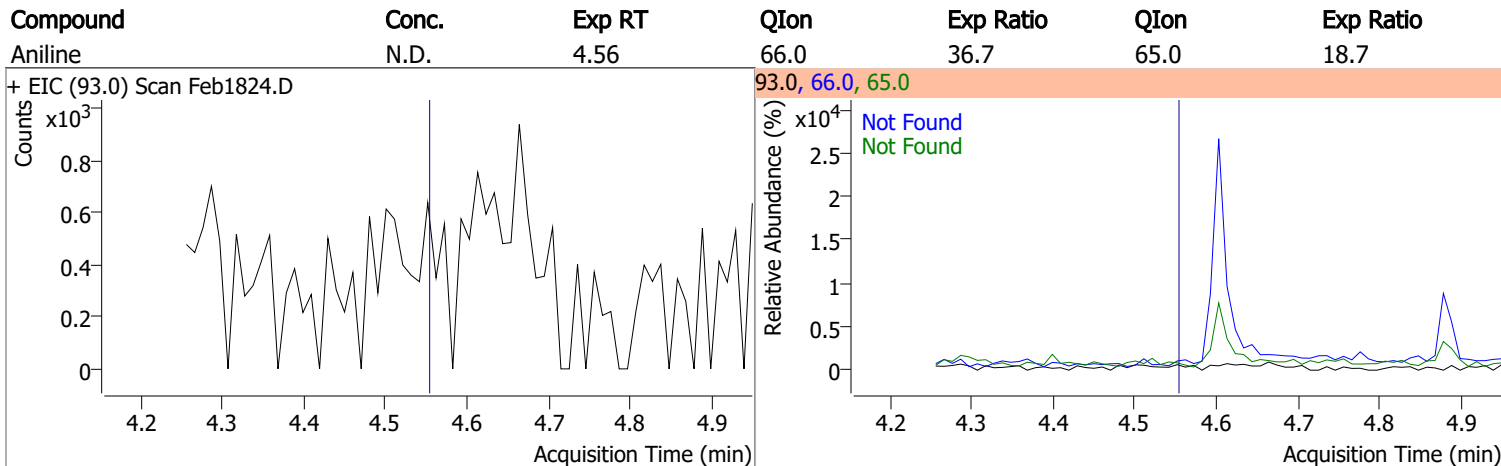 Compound Conc. Exp RT QIon Exp Ratio QIon Exp Ratio
Aniline N.D. 4.56 66.0 36.7 65.0 18.7
+ EIC (93.0) Scan Feb1824.D
Counts
x10³
0.8
0.6
0.4
0.2
0
4.2 4.3 4.4 4.5 4.6 4.7 4.8 4.9
Acquisition Time (min)
93.0, 66.0, 65.0
Relative Abundance (%)
x10⁴
Not Found
Not Found
2.5
2
1.5
1
0.5
0
4.2 4.3 4.4 4.5 4.6 4.7 4.8 4.9
Acquisition Time (min)